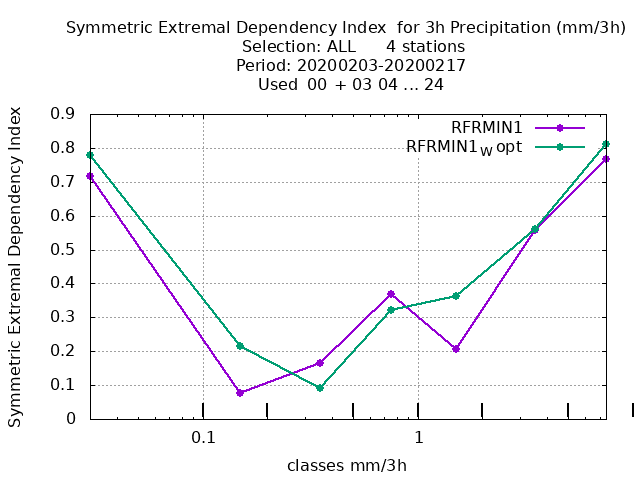 Symmetric Extremal Dependency Index  for 3h Precipitation (mm/3h)
Selection: ALL      4 stations
Period: 20200203-20200217
Used  00  + 03 04 ... 24
Symmetric Extremal Dependency Index
0.9
0.8
0.7
0.6
0.5
0.4
0.3
0.2
0.1
0
RFRMIN1
RFRMIN1W opt
0.1
1
classes mm/3h